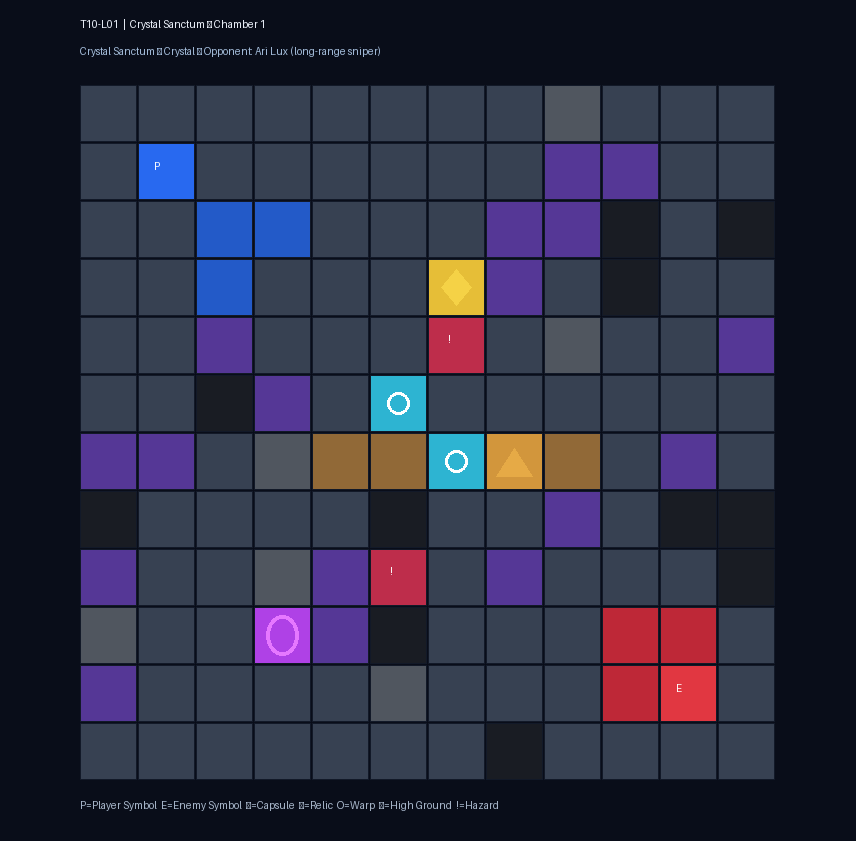 T10-L01 | Crystal Sanctum □ Chamber 1
Crystal Sanctum □ Crystal □ Opponent: Ari Lux (long-range sniper)
P
!
!
E
P=Player Symbol E=Enemy Symbol □=Capsule □=Relic O=Warp □=High Ground !=Hazard